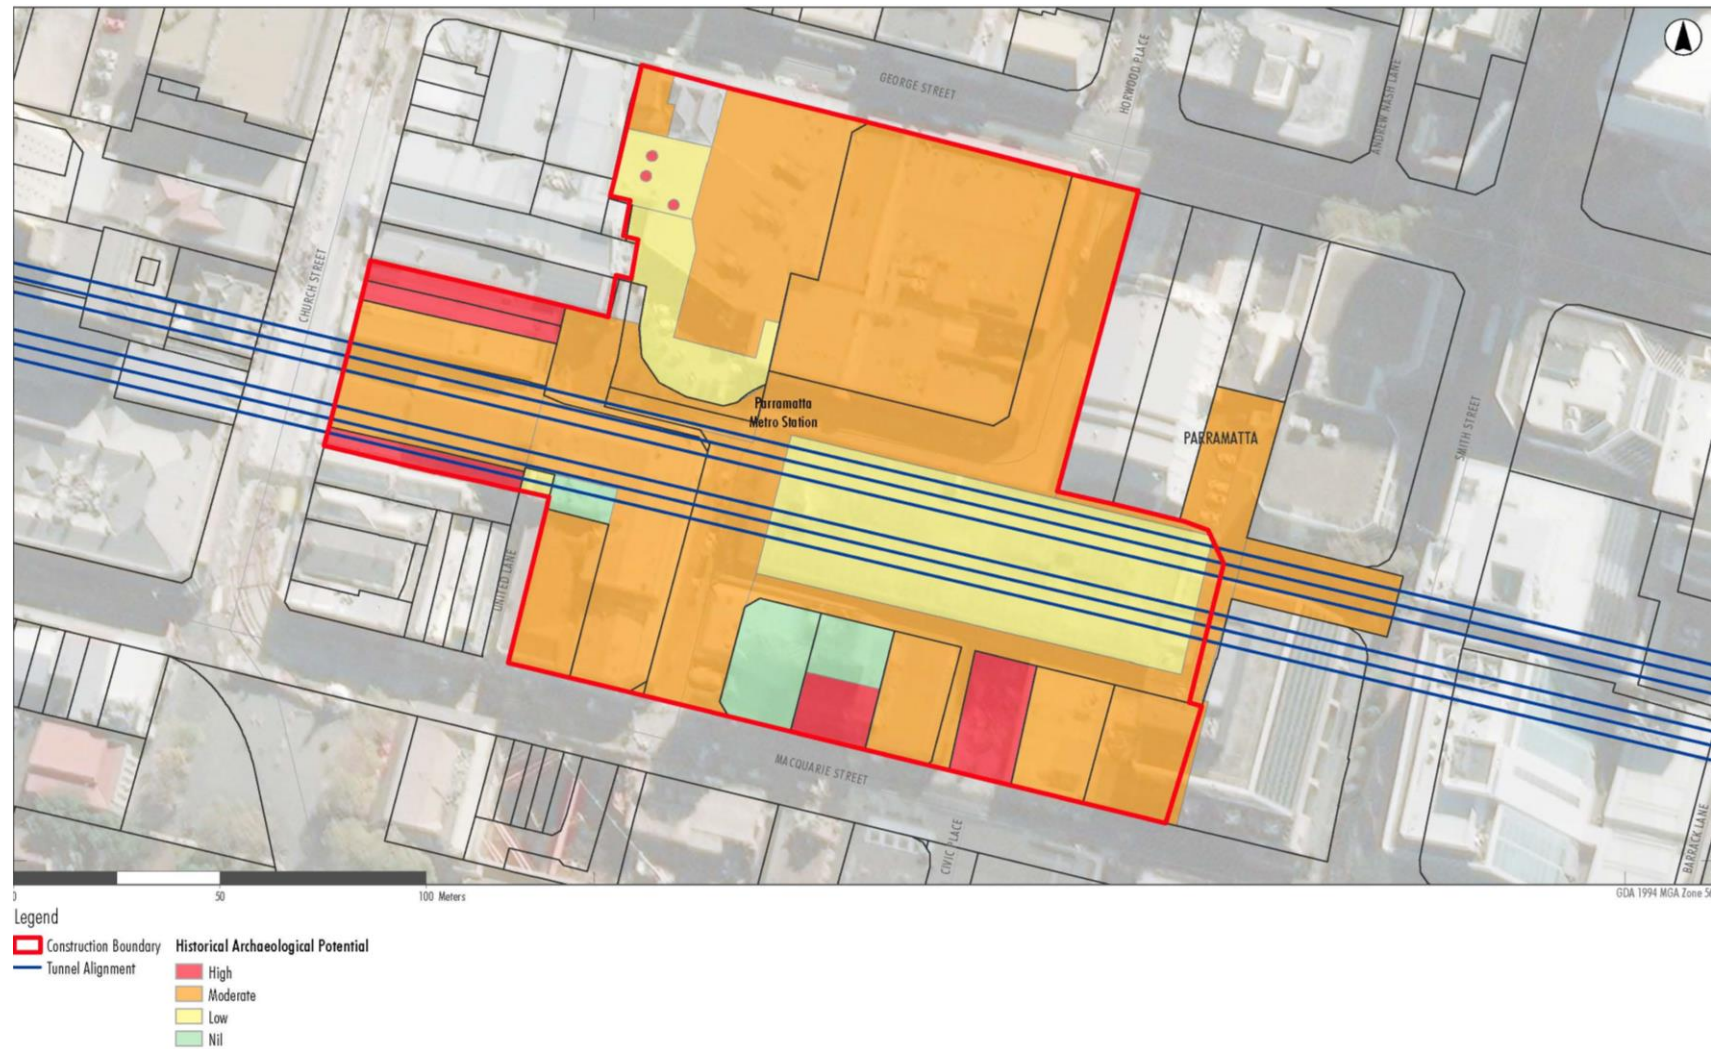 GEORGE STREET
HORWOOD PLACE
ANDREW NASH LANE
CHURCH STREET
Parramatta
Metro Station
PARRAMATTA
SMITH STREET
UNITED LANE
MACQUARIE STREET
CIVIC PLACE
BARRACK LANE
0 50 100 Meters
GDA 1994 MGA Zone 56
Legend
Construction Boundary
Tunnel Alignment
Historical Archaeological Potential
High
Moderate
Low
Nil